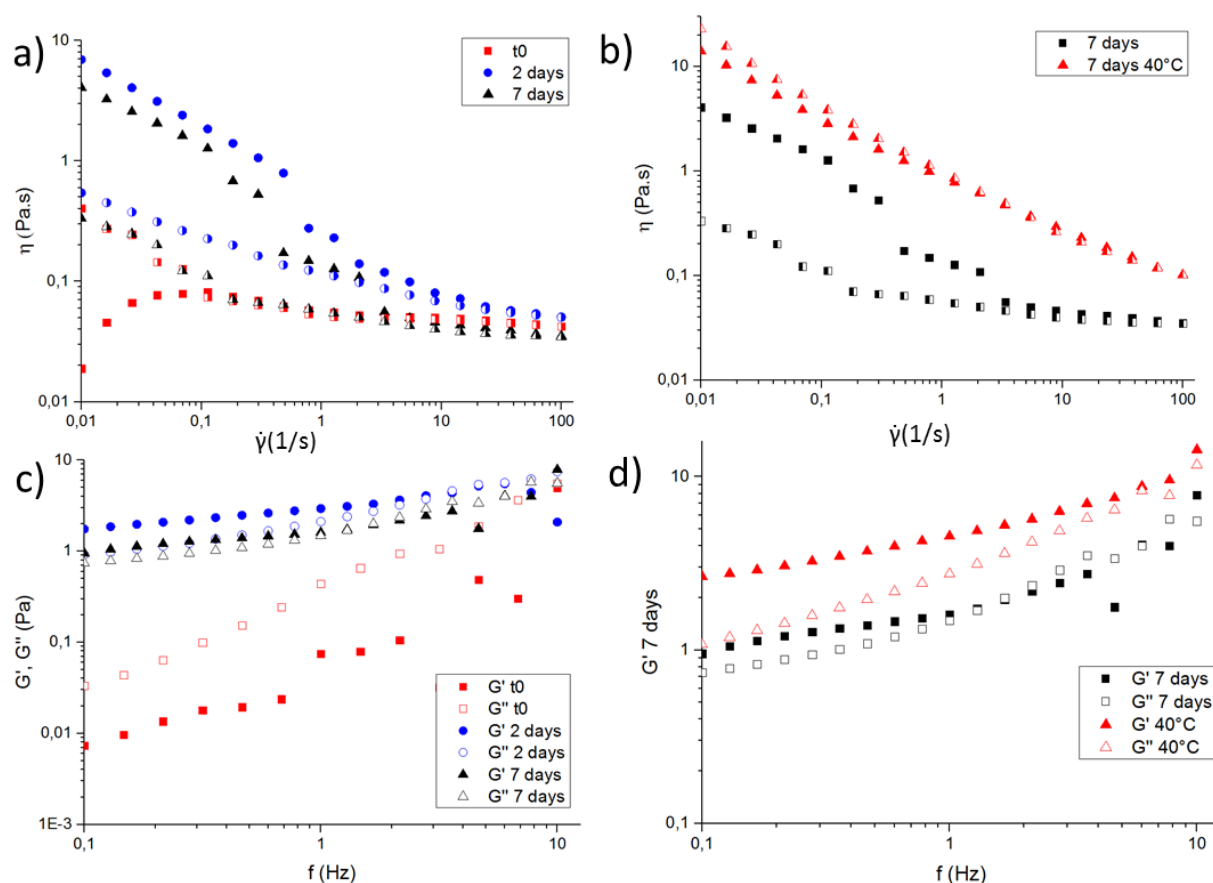 a)
10
1
0,1
0,01
η (Pa.s)
t0
2 days
7 days
0,01 0,1 1 10 100
γ̇(1/s)
b)
10
1
0,1
0,01
η (Pa.s)
7 days
7 days 40°C
0,01 0,1 1 10 100
γ̇(1/s)
c)
10
1
0,1
0,01
1E-3
G', G'' (Pa)
G' t0
G'' t0
G' 2 days
G'' 2 days
G' 7 days
G'' 7 days
0,1 1 10
f (Hz)
d)
10
1
0,1
G' 7 days
G' 7 days
G'' 7 days
G' 40°C
G'' 40°C
0,1 1 10
f (Hz)